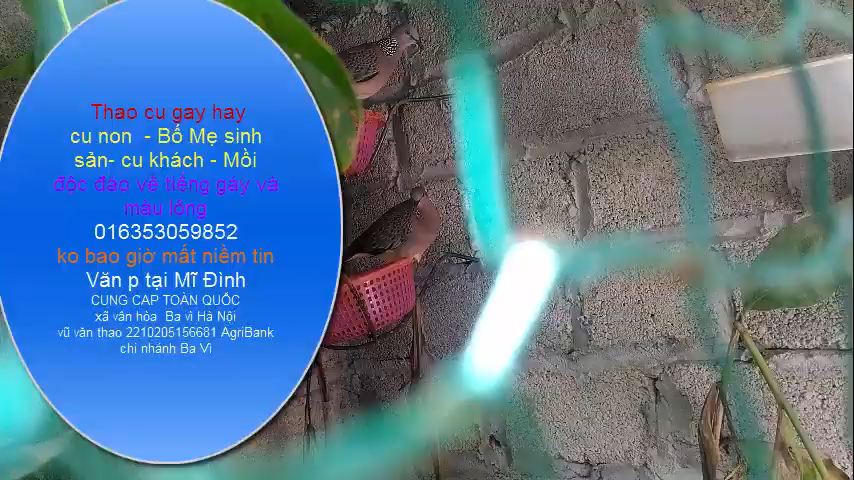 Thao cu gay hay
cu non - Bố Mẹ sinh
sản- cu khách - Mồi
độc đáo về tiếng gáy và
màu lông
016353059852
ko bao giờ mất niềm tin
Văn p tại Mĩ Đình
CUNG CAP TOÀN QUỐC
xã vân hòa Ba vì Hà Nội
vũ văn thao 2210205156681 AgriBank
chi nhánh Ba Vì